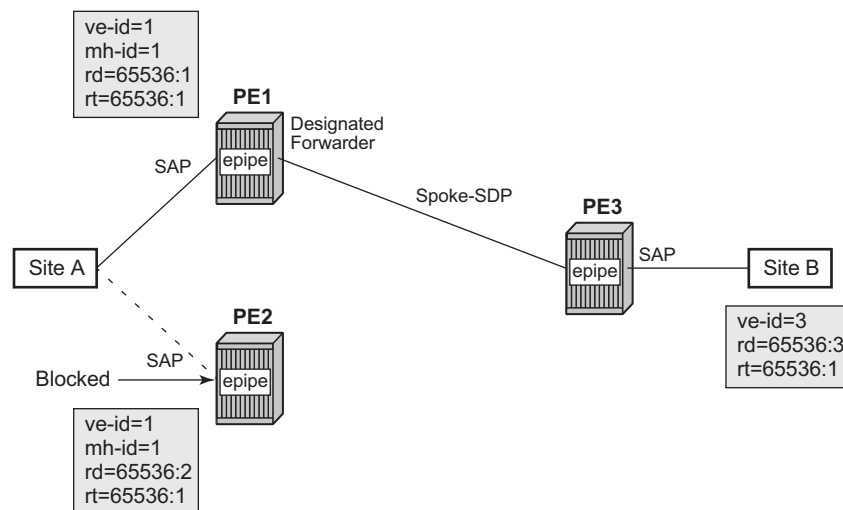 ve-id=1
mh-id=1
rd=65536:1
rt=65536:1
PE1
Designated
Forwarder
epipe
SAP
Spoke-SDP
PE3
epipe
SAP
Site A
Site B
PE2
SAP
epipe
Blocked
ve-id=3
rd=65536:3
rt=65536:1
ve-id=1
mh-id=1
rd=65536:2
rt=65536:1